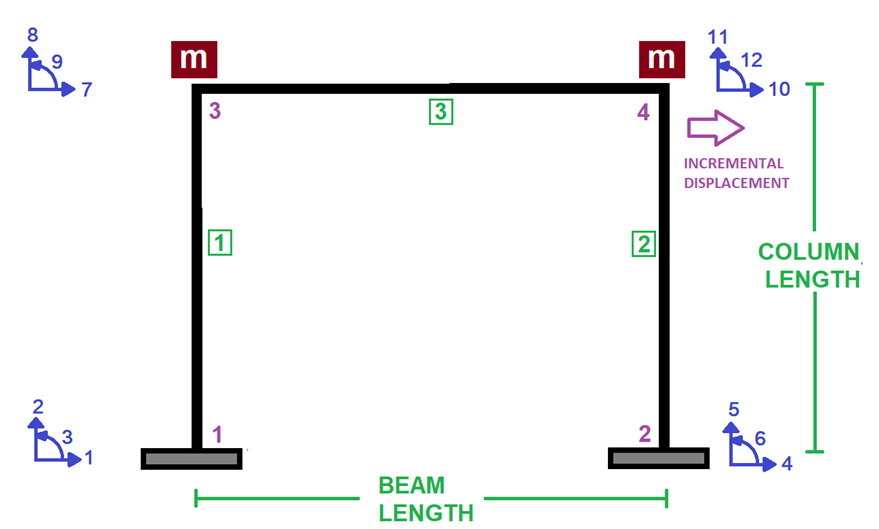 8
9
7
m
m
11
12
10
3
3
4
INCREMENTAL
DISPLACEMENT
1
2
COLUMN
LENGTH
2
3
1
1
2
5
6
4
BEAM
LENGTH